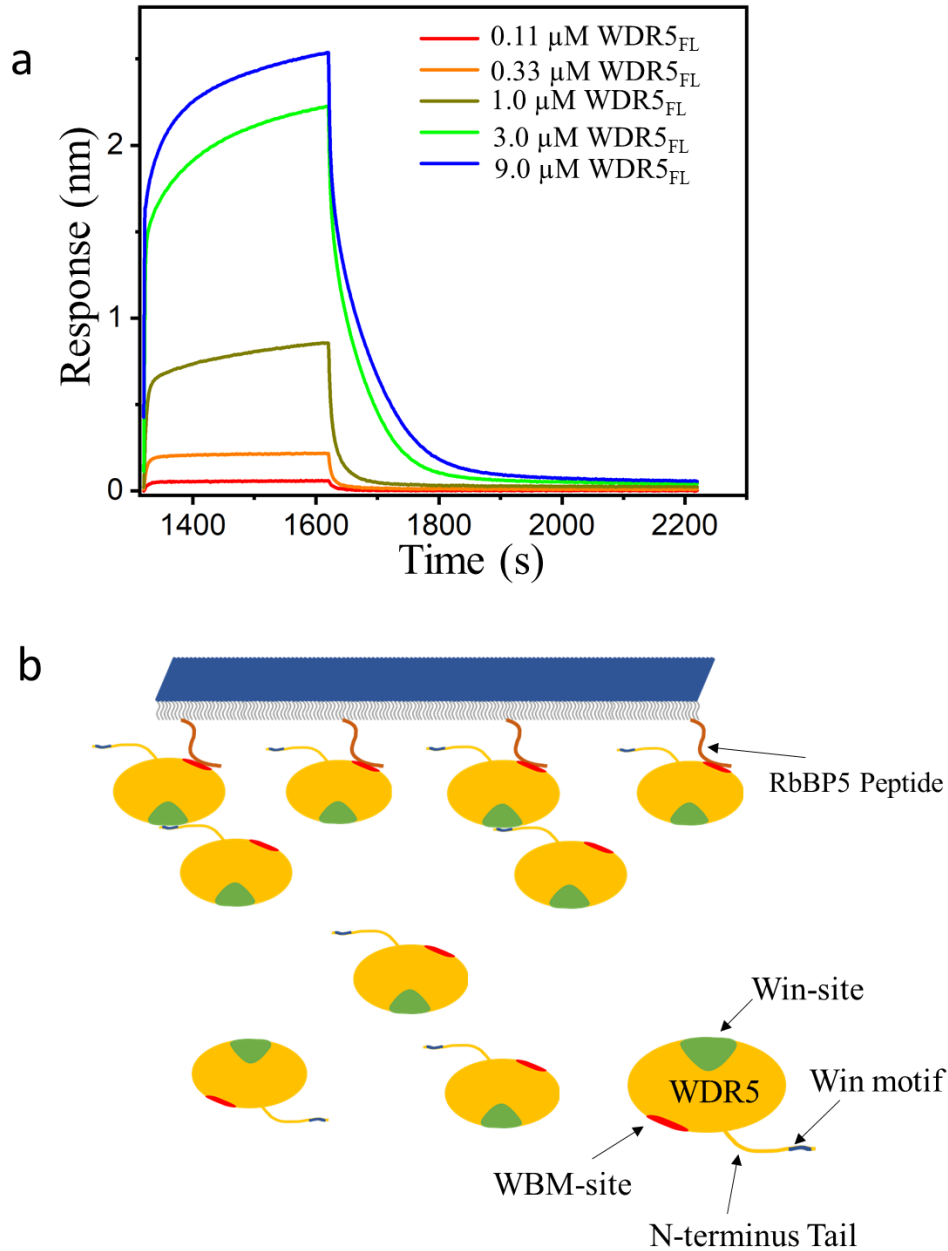 a
0.11 µM WDR5FL
0.33 µM WDR5FL
1.0 µM WDR5FL
3.0 µM WDR5FL
9.0 µM WDR5FL
Response (nm)
2
1
0
1400 1600 1800 2000 2200
Time (s)
b
RbBP5 Peptide
Win-site
WDR5
Win motif
WBM-site
N-terminus Tail